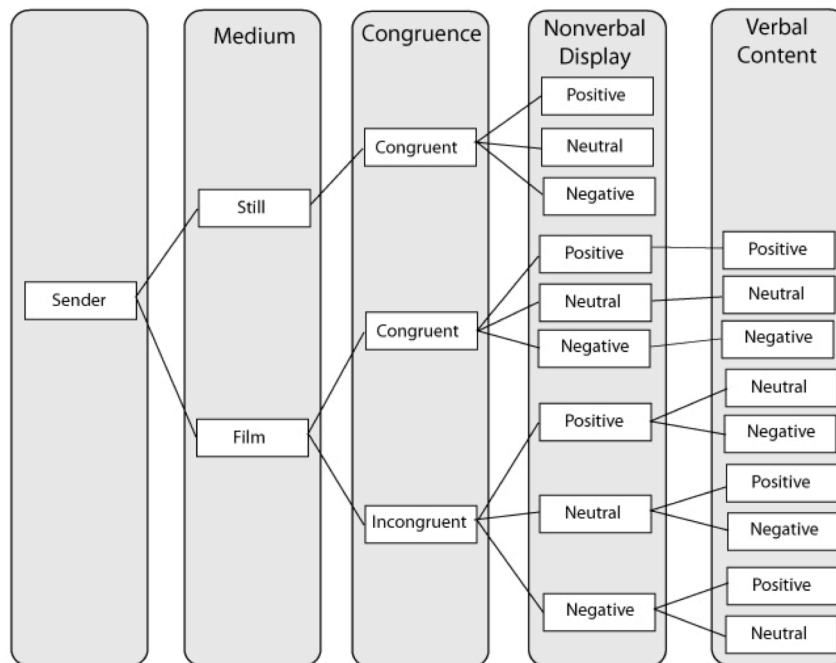 Medium
Congruence
Nonverbal
Display
Verbal
Content
Sender
Still
Film
Congruent
Congruent
Incongruent
Positive
Neutral
Negative
Positive
Neutral
Negative
Positive
Neutral
Negative
Positive
Neutral
Negative
Neutral
Negative
Positive
Negative
Positive
Neutral